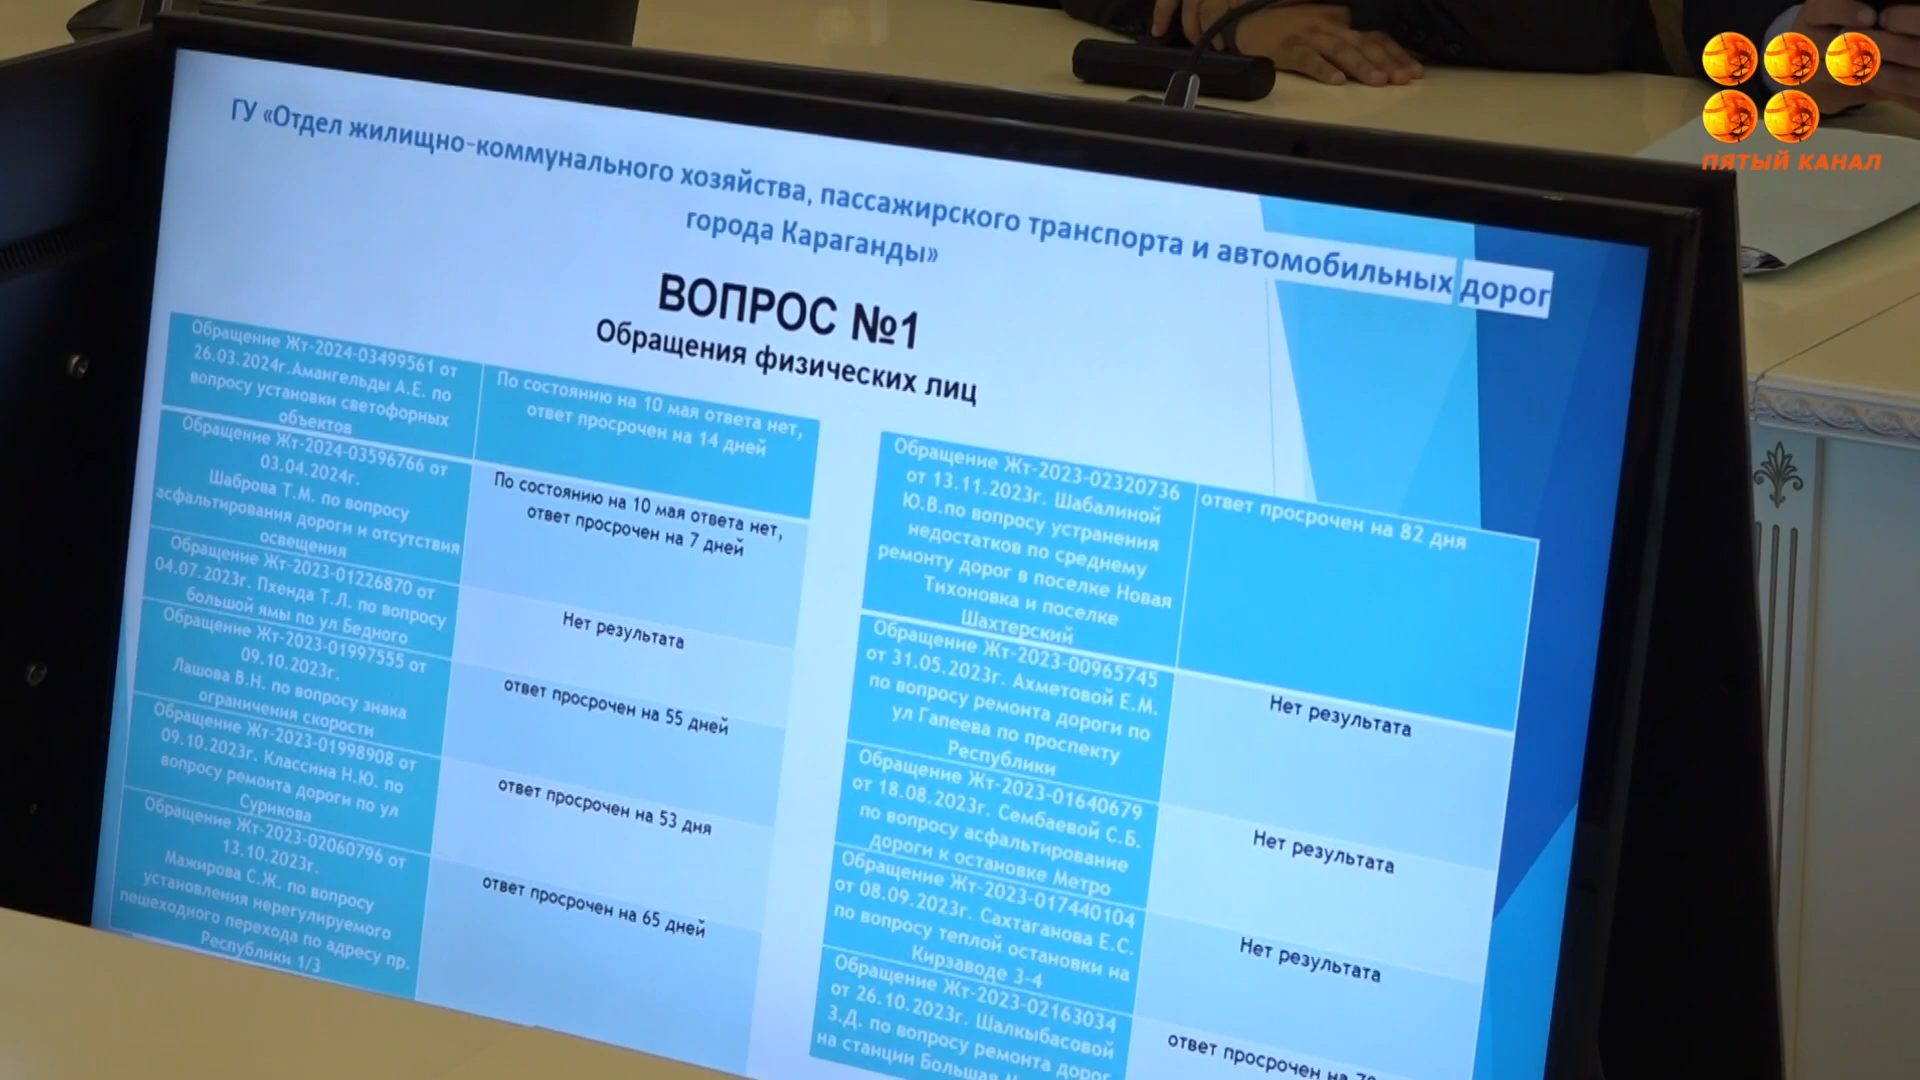 ПЯТЫЙ КАНАЛ
ГУ «Отдел жилищно-коммунального хозяйства, пассажирского транспорта и автомобильных дорог
города Караганды»
ВОПРОС №1
Обращения физических лиц
Обращение Жт-2024-03499561 от
26.03.2024г.Амангельды А.Е. по
вопросу установки светофорных
объектов
По состоянию на 10 мая ответа нет,
ответ просрочен на 14 дней
Обращение Жт-2024-03596766 от
03.04.2024г.
Шаброва Т.М. по вопросу
асфальтирования дороги и отсутствия
освещения
По состоянию на 10 мая ответа нет,
ответ просрочен на 7 дней
Обращение Жт-2023-01226870 от
04.07.2023г. Пхенда Т.Л. по вопросу
большой ямы по ул Бедного
Нет результата
Обращение Жт-2023-01997555 от
09.10.2023г.
Лашова В.Н. по вопросу знака
ограничения скорости
ответ просрочен на 55 дней
Обращение Жт-2023-01998908 от
09.10.2023г. Классина Н.Ю. по
вопросу ремонта дороги по ул
Сурикова
ответ просрочен на 53 дня
Обращение Жт-2023-02060796 от
13.10.2023г.
Мажирова С.Ж. по вопросу
установления нерегулируемого
пешеходного перехода по адресу пр.
Республики 1/3
ответ просрочен на 65 дней
Обращение Жт-2023-02320736
от 13.11.2023г. Шабалиной
Ю.В.по вопросу устранения
недостатков по среднему
ремонту дорог в поселке Новая
Тихоновка и поселке
Шахтерский
ответ просрочен на 82 дня
Обращение Жт-2023-00965745
от 31.05.2023г. Ахметовой Е.М.
по вопросу ремонта дороги по
ул Гапеева по проспекту
Республики
Нет результата
Обращение Жт-2023-01640679
от 18.08.2023г. Сембаевой С.Б.
по вопросу асфальтирование
дороги к остановке Метро
Нет результата
Обращение Жт-2023-017440104
от 08.09.2023г. Сахтаганова Е.С.
по вопросу теплой остановки на
Кирзаводе 3-4
Нет результата
Обращение Жт-2023-02163034
от 26.10.2023г. Шалкыбасовой
З.Д. по вопросу ремонта дорог
на станции Большая
ответ просрочен на